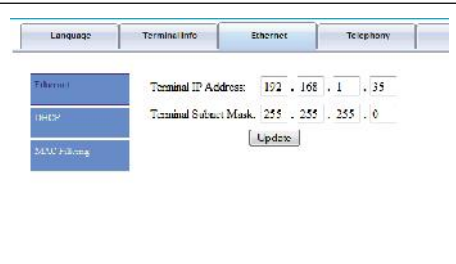 Language Terminal Info Ethernet Telephony
Ethernet
DHCP
MAC Filtering
Terminal IP Address: 192 . 168 . 1 . 35
Terminal Subnet Mask: 255 . 255 . 255 . 0
Update